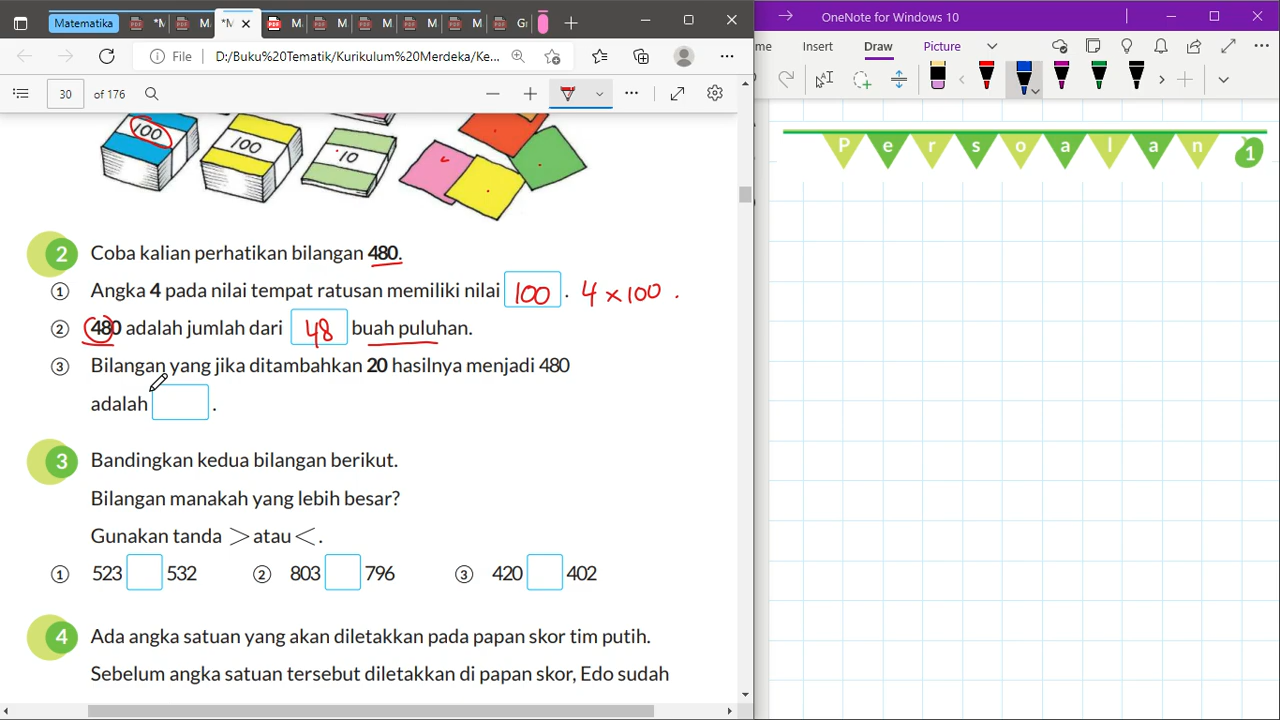 Matematika
*M
M
*M
M
M
M
M
M
Gr
OneNote for Windows 10
File
D:/Buku%20Tematik/Kurikulum%20Merdeka/Ke...
me
Insert
Draw
Picture
30
of 176
100
100
10
P e r s o a l a n 1
2
Coba kalian perhatikan bilangan 480.
1 Angka 4 pada nilai tempat ratusan memiliki nilai 100 . 4 x 100 .
2 480 adalah jumlah dari 48 buah puluhan.
3 Bilangan yang jika ditambahkan 20 hasilnya menjadi 480
adalah .
3
Bandingkan kedua bilangan berikut.
Bilangan manakah yang lebih besar?
Gunakan tanda > atau < .
1 523 532 2 803 796 3 420 402
4
Ada angka satuan yang akan diletakkan pada papan skor tim putih.
Sebelum angka satuan tersebut diletakkan di papan skor, Edo sudah